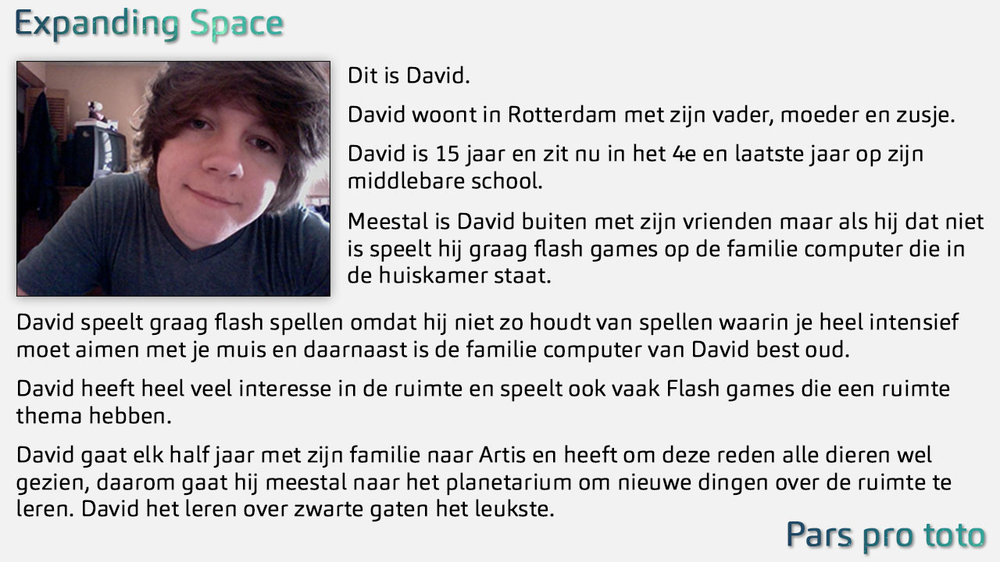 Expanding Space
Dit is David.
David woont in Rotterdam met zijn vader, moeder en zusje.
David is 15 jaar en zit nu in het 4e en laatste jaar op zijn
middlebare school.
Meestal is David buiten met zijn vrienden maar als hij dat niet
is speelt hij graag flash games op de familie computer die in
de huiskamer staat.
David speelt graag flash spellen omdat hij niet zo houdt van spellen waarin je heel intensief
moet aimen met je muis en daarnaast is de familie computer van David best oud.
David heeft heel veel interesse in de ruimte en speelt ook vaak Flash games die een ruimte
thema hebben.
David gaat elk half jaar met zijn familie naar Artis en heeft om deze reden alle dieren wel
gezien, daarom gaat hij meestal naar het planetarium om nieuwe dingen over de ruimte te
leren. David het leren over zwarte gaten het leukste.
Pars pro toto